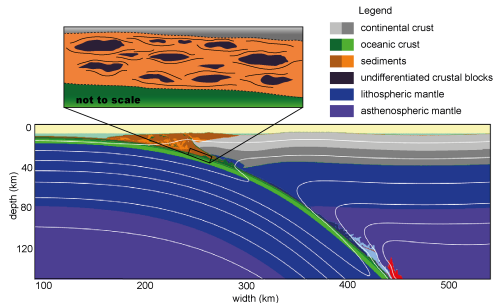 Legend
continental crust
oceanic crust
sediments
undifferentiated crustal blocks
lithospheric mantle
asthenospheric mantle
not to scale
0
40
80
120
depth (km)
100
200
300
400
500
width (km)